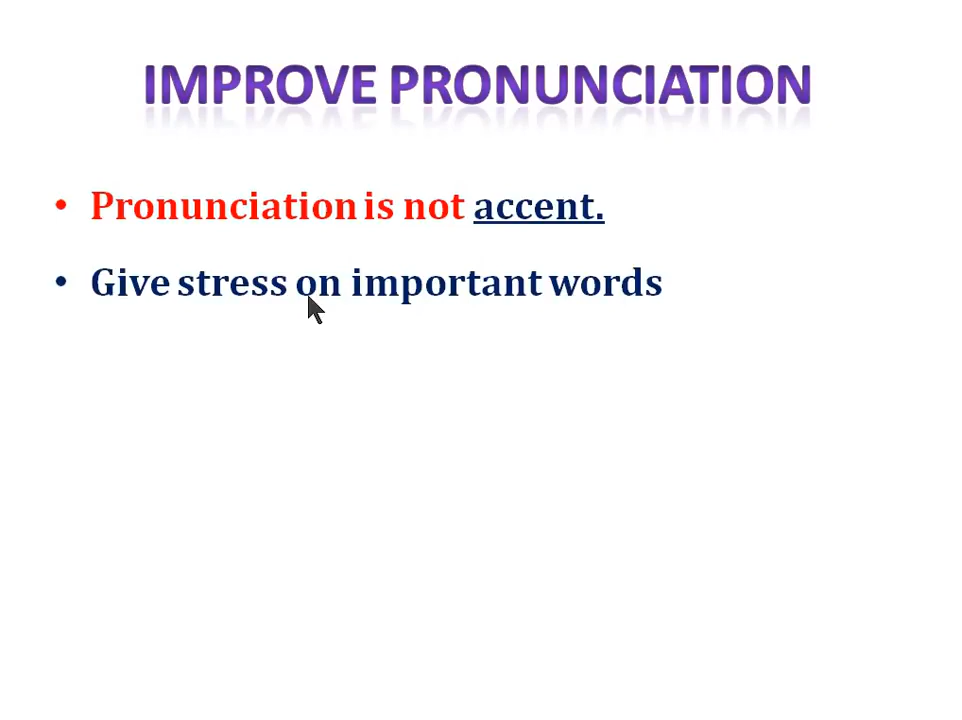 IMPROVE PRONUNCIATION
• Pronunciation is not accent.
• Give stress on important words